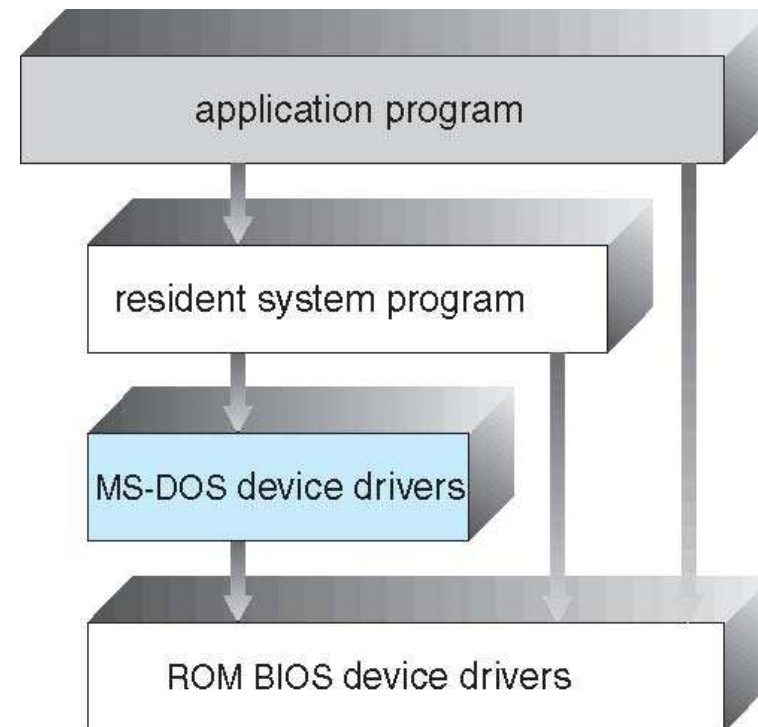 application program
resident system program
MS-DOS device drivers
ROM BIOS device drivers